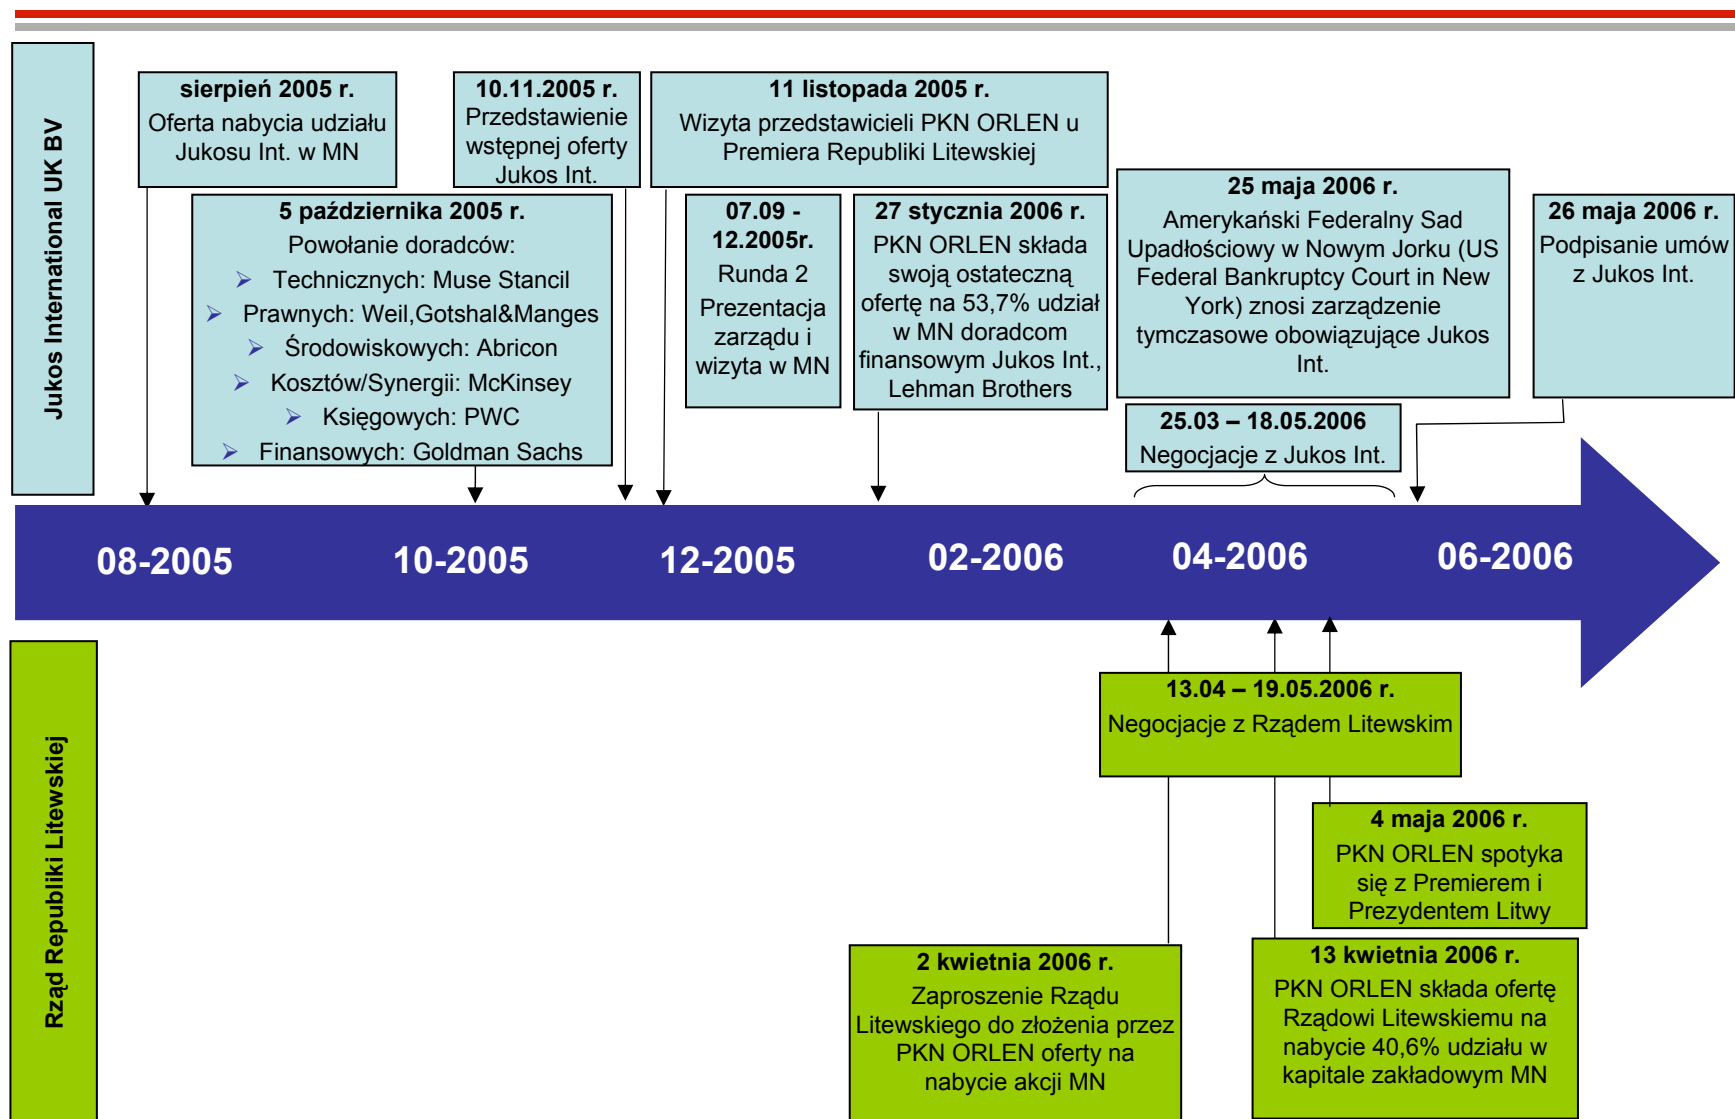 Jukos International UK BV
sierpień 2005 r.
Oferta nabycia udziału
Jukosu Int. w MN
10.11.2005 r.
Przedstawienie
wstępnej oferty
Jukos Int.
11 listopada 2005 r.
Wizyta przedstawicieli PKN ORLEN u
Premiera Republiki Litewskiej
5 października 2005 r.
Powołanie doradców:
Technicznych: Muse Stancil
Prawnych: Weil,Gotshal&Manges
Środowiskowych: Abricon
Kosztów/Synergii: McKinsey
Księgowych: PWC
Finansowych: Goldman Sachs
07.09 -
12.2005r.
Runda 2
Prezentacja
zarządu i
wizyta w MN
27 stycznia 2006 r.
PKN ORLEN składa
swoją ostateczną
ofertę na 53,7% udział
w MN doradcom
finansowym Jukos Int.,
Lehman Brothers
25 maja 2006 r.
Amerykański Federalny Sad
Upadłościowy w Nowym Jorku (US
Federal Bankruptcy Court in New
York) znosi zarządzenie
tymczasowe obowiązujące Jukos
Int.
26 maja 2006 r.
Podpisanie umów
z Jukos Int.
25.03 – 18.05.2006
Negocjacje z Jukos Int.
08-2005
10-2005
12-2005
02-2006
04-2006
06-2006
Rząd Republiki Litewskiej
13.04 – 19.05.2006 r.
Negocjacje z Rządem Litewskim
4 maja 2006 r.
PKN ORLEN spotyka
się z Premierem i
Prezydentem Litwy
2 kwietnia 2006 r.
Zaproszenie Rządu
Litewskiego do złożenia przez
PKN ORLEN oferty na
nabycie akcji MN
13 kwietnia 2006 r.
PKN ORLEN składa ofertę
Rządowi Litewskiemu na
nabycie 40,6% udziału w
kapitale zakładowym MN